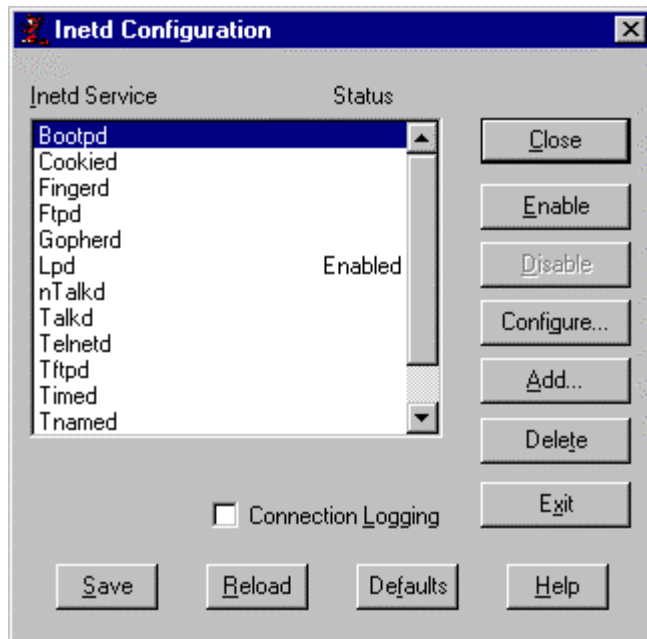 Inetd Configuration
Inetd Service Status
Bootpd
Cookied
Fingerd
Ftpd
Gopherd
Lpd Enabled
nTalkd
Talkd
Telnetd
Tftpd
Timed
Tnamed
Close
Enable
Disable
Configure...
Add...
Delete
Exit
Connection Logging
Save Reload Defaults Help